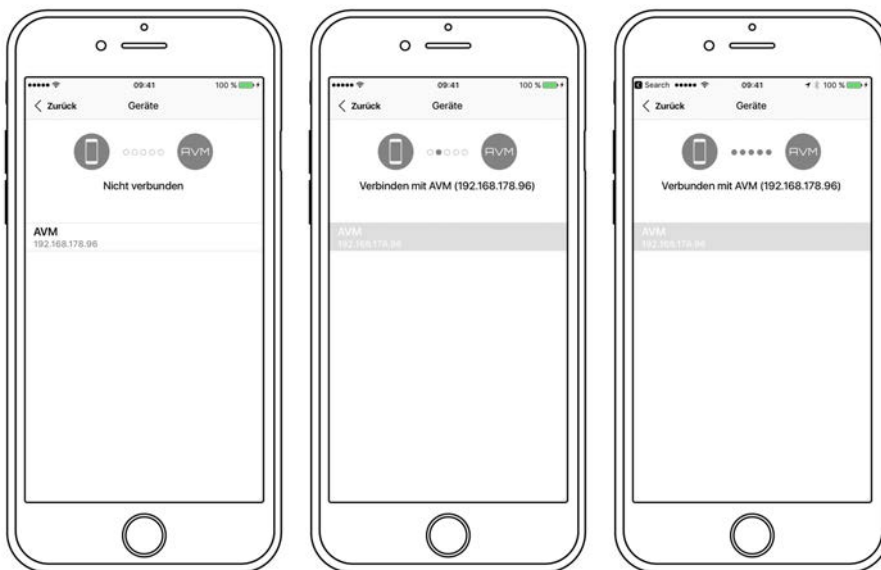 09:41
100 %
Zurück
Geräte
AVM
Nicht verbunden
AVM
192.168.178.96
09:41
100 %
Zurück
Geräte
AVM
Verbinden mit AVM (192.168.178.96)
AVM
192.168.178.96
Search
09:41
100 %
Zurück
Geräte
AVM
Verbunden mit AVM (192.168.178.96)
AVM
192.168.178.96